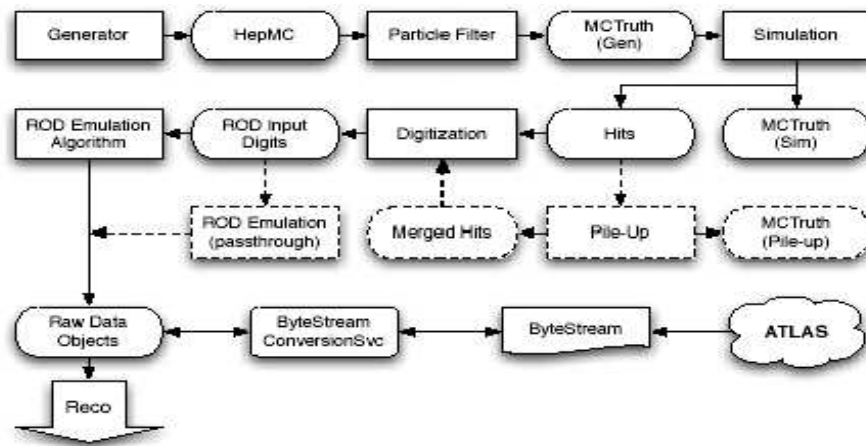 Generator
HepMC
Particle Filter
MCTruth
(Gen)
Simulation
ROD Emulation
Algorithm
ROD Input
Digits
Digitization
Hits
MCTruth
(Sim)
ROD Emulation
(passthrough)
Merged Hits
Pile-Up
MCTruth
(Pile-up)
Raw Data
Objects
ByteStream
ConversionSvc
ByteStream
ATLAS
Reco